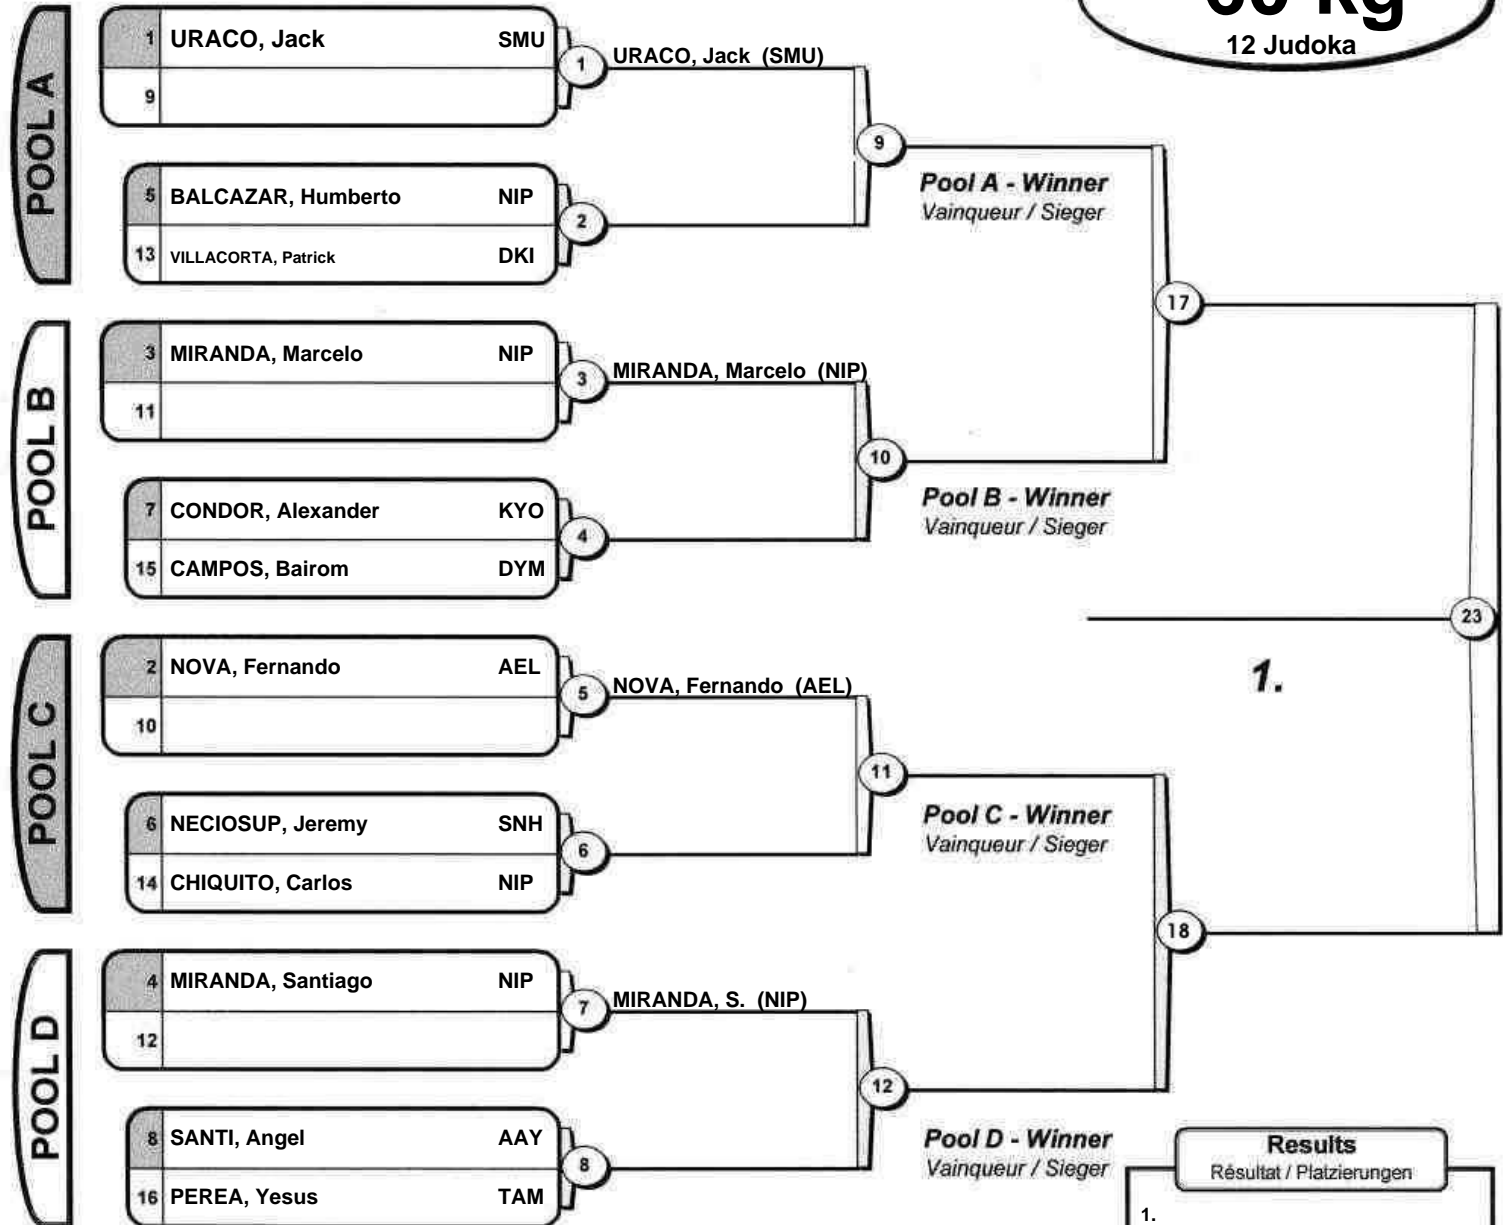 kg
12 Judoka
POOL A
1 URACO, Jack SMU
9
1 URACO, Jack (SMU)
5 BALCAZAR, Humberto NIP
13 VILLACORTA, Patrick DKI
2
9
Pool A - Winner
Vainqueur / Sieger
POOL B
3 MIRANDA, Marcelo NIP
11
3 MIRANDA, Marcelo (NIP)
7 CONDOR, Alexander KYO
15 CAMPOS, Bairom DYM
4
10
Pool B - Winner
Vainqueur / Sieger
17
POOL C
2 NOVA, Fernando AEL
10
5 NOVA, Fernando (AEL)
6 NECIOSUP, Jeremy SNH
14 CHIQUITO, Carlos NIP
6
11
Pool C - Winner
Vainqueur / Sieger
23
1.
POOL D
4 MIRANDA, Santiago NIP
12
7 MIRANDA, S. (NIP)
8 SANTI, Angel AAY
16 PEREA, Yesus TAM
8
12
Pool D - Winner
Vainqueur / Sieger
18
Results
Résultat / Platzierungen
1.